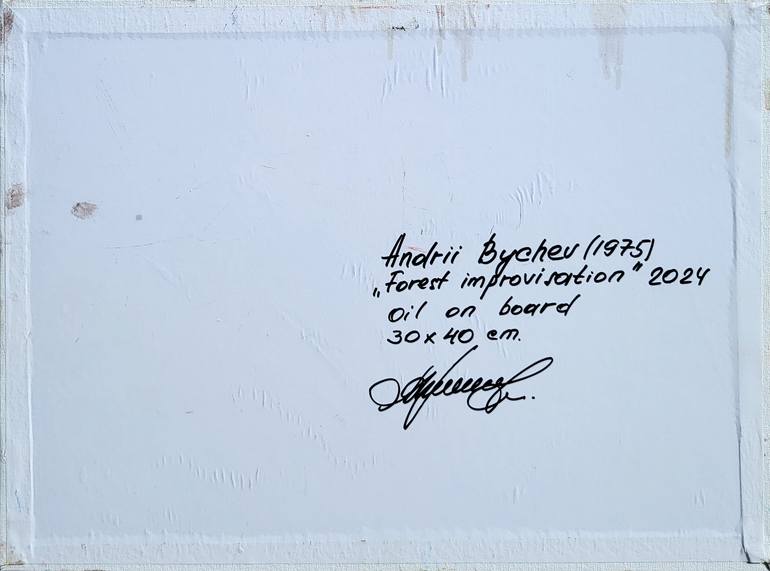 Andrii Bychev (1975)
„Forest improvisation" 2024
oil on board
30x40 cm.